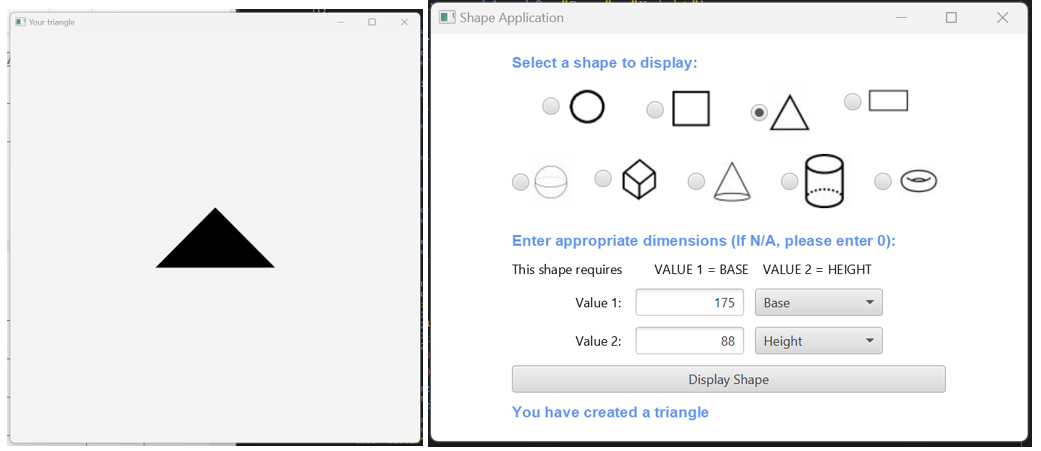 Your triangle
Shape Application
Select a shape to display:
Enter appropriate dimensions (If N/A, please enter 0):
This shape requires VALUE 1 = BASE VALUE 2 = HEIGHT
Value 1: 175 Base
Value 2: 88 Height
Display Shape
You have created a triangle